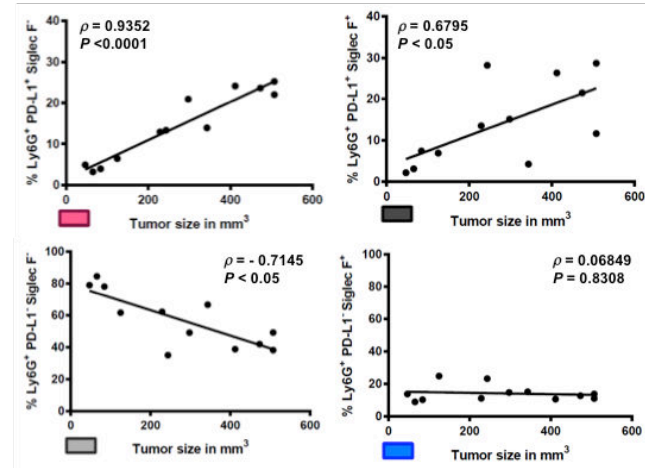 ρ = 0.9352
P <0.0001
% Ly6G⁺ PD-L1⁺ Siglec F⁻
40
30
20
10
0
0 200 400 600
Tumor size in mm³
ρ = 0.6795
P < 0.05
% Ly6G⁺ PD-L1⁺ Siglec F⁺
40
30
20
10
0
0 200 400 600
Tumor size in mm³
ρ = - 0.7145
P < 0.05
% Ly6G⁺ PD-L1⁻ Siglec F⁻
100
80
60
40
20
0
0 200 400 600
Tumor size in mm³
ρ = 0.06849
P = 0.8308
% Ly6G⁺ PD-L1⁻ Siglec F⁺
100
80
60
40
20
0
0 200 400 600
Tumor size in mm³